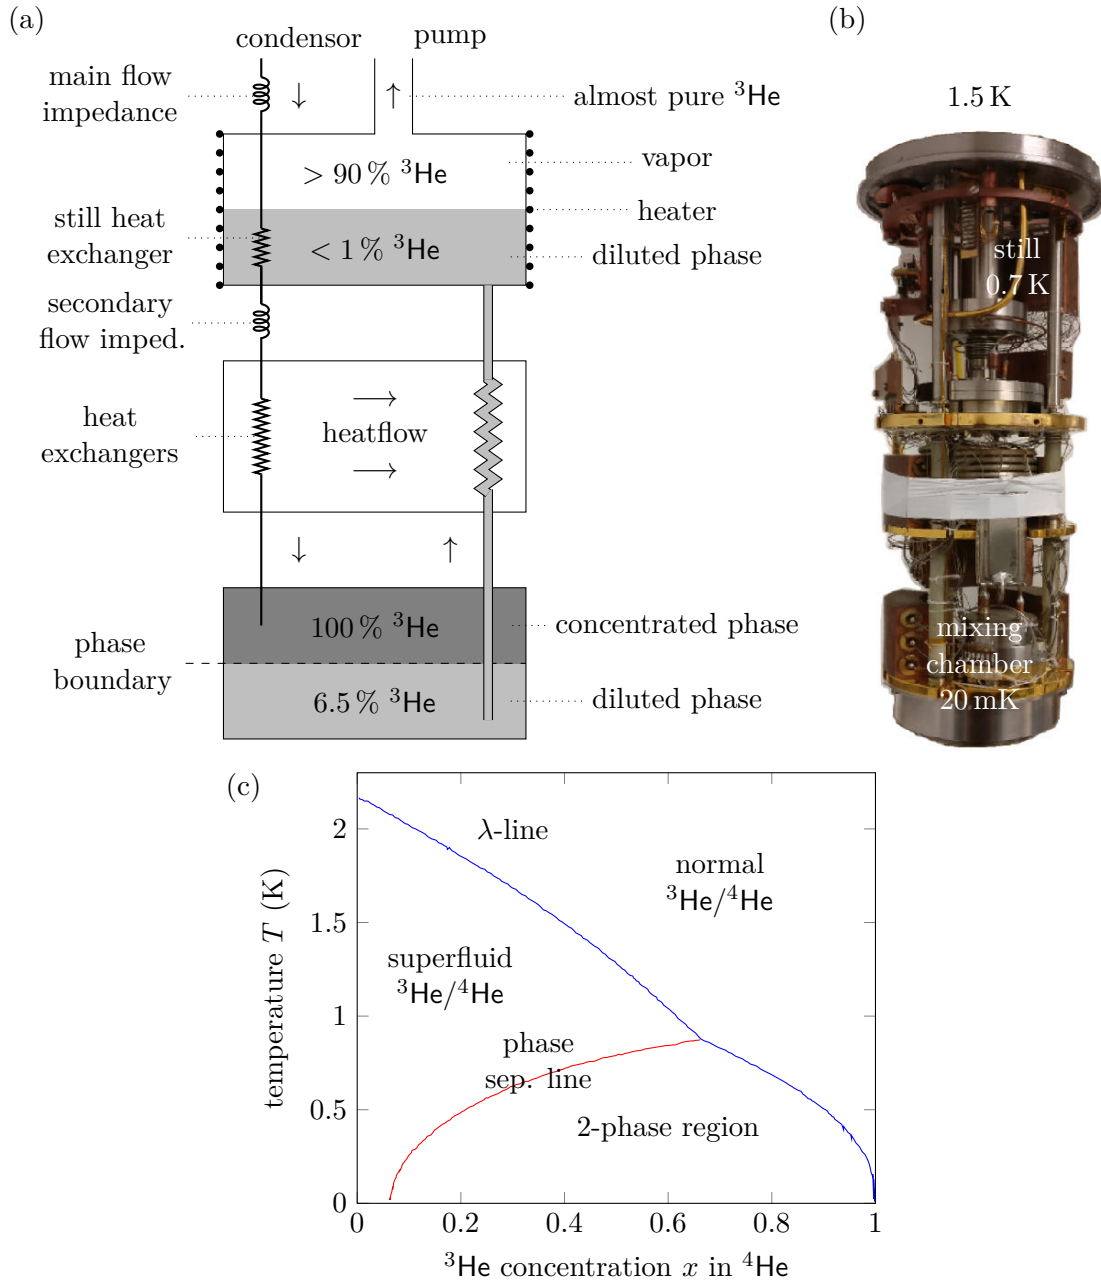 (a)
condensor
pump
main flow
impedance
↓
↑
almost pure ³He
> 90 % ³He
vapor
heater
still heat
exchanger
< 1 % ³He
diluted phase
secondary
flow imped.
→
heat
exchangers
heatflow
→
↓
↑
100 % ³He
concentrated phase
phase
boundary
6.5 % ³He
diluted phase
(b)
1.5 K
still
0.7 K
mixing
chamber
20 mK
(c)
λ-line
normal
³He/⁴He
superfluid
³He/⁴He
phase
sep. line
2-phase region
temperature T (K)
2
1.5
1
0.5
0
0
0.2
0.4
0.6
0.8
1
³He concentration x in ⁴He